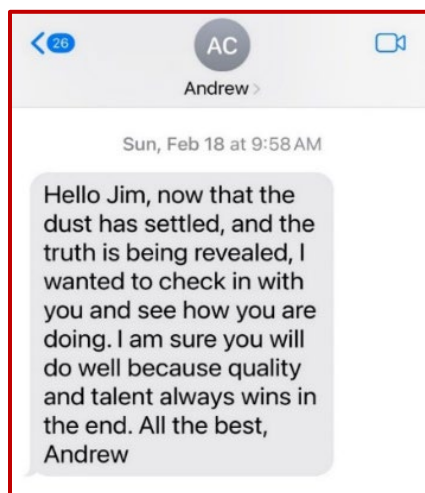 26
AC
Andrew >
Sun, Feb 18 at 9:58 AM
Hello Jim, now that the
dust has settled, and the
truth is being revealed, I
wanted to check in with
you and see how you are
doing. I am sure you will
do well because quality
and talent always wins in
the end. All the best,
Andrew